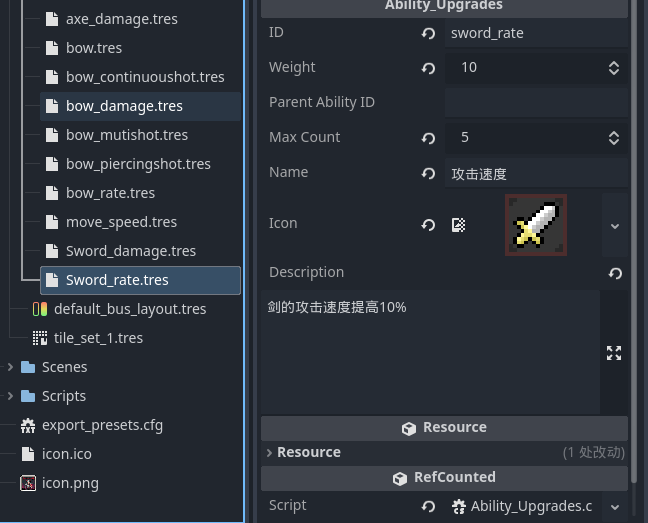 axe_damage.tres
bow.tres
bow_continuoushot.tres
bow_damage.tres
bow_mutishot.tres
bow_piercingshot.tres
bow_rate.tres
move_speed.tres
Sword_damage.tres
Sword_rate.tres
default_bus_layout.tres
tile_set_1.tres
Scenes
Scripts
export_presets.cfg
icon.ico
icon.png
Ability_Upgrades
ID sword_rate
Weight 10
Parent Ability ID
Max Count 5
Name 攻击速度
Icon
Description
剑的攻击速度提高10%
Resource
Resource (1 处改动)
RefCounted
Script Ability_Upgrades.c